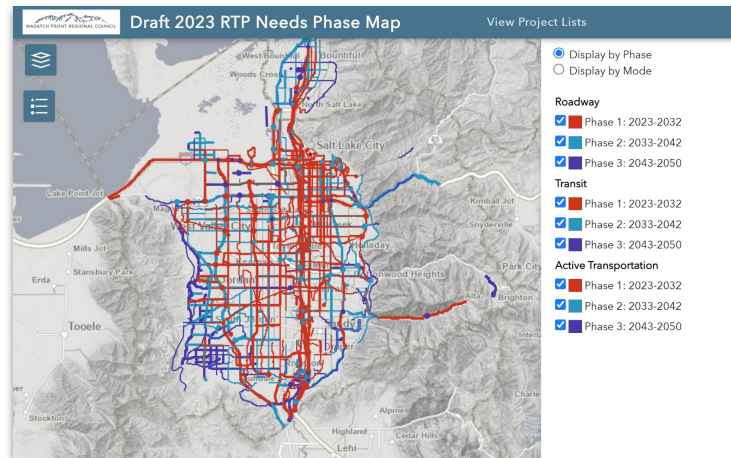 WASATCH FRONT REGIONAL COUNCIL
Draft 2023 RTP Needs Phase Map
View Project Lists
Display by Phase
Display by Mode
Roadway
Phase 1: 2023-2032
Phase 2: 2033-2042
Phase 3: 2043-2050
Transit
Phase 1: 2023-2032
Phase 2: 2033-2042
Phase 3: 2043-2050
Active Transportation
Phase 1: 2023-2032
Phase 2: 2033-2042
Phase 3: 2043-2050
Bountiful
Woods Cross
North Salt Lake
Salt Lake City
Lake Point Jct
Kimball Jct
Snyderville
West Valley City
Mills Jct
Holladay
Erda
Stansbury Park
Cottonwood Heights
Park City
Alta
Brighton
Tooele
Sandy
Draper
Riverton
Stockton
Alpine
Highland
Cedar Hills
Lehi